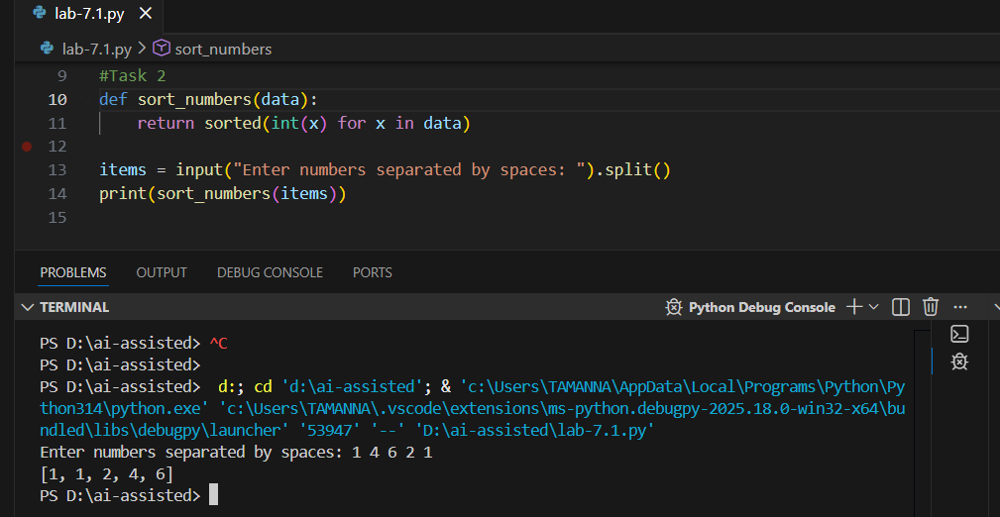 lab-7.1.py
lab-7.1.py > sort_numbers
9 #Task 2
10 def sort_numbers(data):
11     return sorted(int(x) for x in data)
12
13 items = input("Enter numbers separated by spaces: ").split()
14 print(sort_numbers(items))
15
PROBLEMS OUTPUT DEBUG CONSOLE PORTS
TERMINAL Python Debug Console
PS D:\ai-assisted> ^C
PS D:\ai-assisted>
PS D:\ai-assisted>  d:; cd 'd:\ai-assisted'; & 'c:\Users\TAMANNA\AppData\Local\Programs\Python\Py
thon314\python.exe' 'c:\Users\TAMANNA\.vscode\extensions\ms-python.debugpy-2025.18.0-win32-x64\bu
ndled\libs\debugpy\launcher' '53947' '--' 'D:\ai-assisted\lab-7.1.py'
Enter numbers separated by spaces: 1 4 6 2 1
[1, 1, 2, 4, 6]
PS D:\ai-assisted>